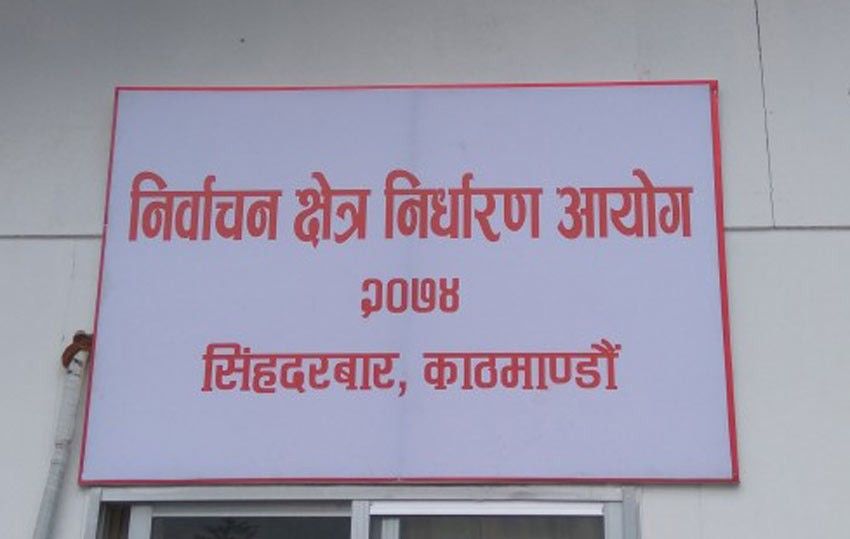 निर्वाचन क्षेत्र निर्धारण आयोग
२०७४
सिंहदरबार, काठमाण्डौं